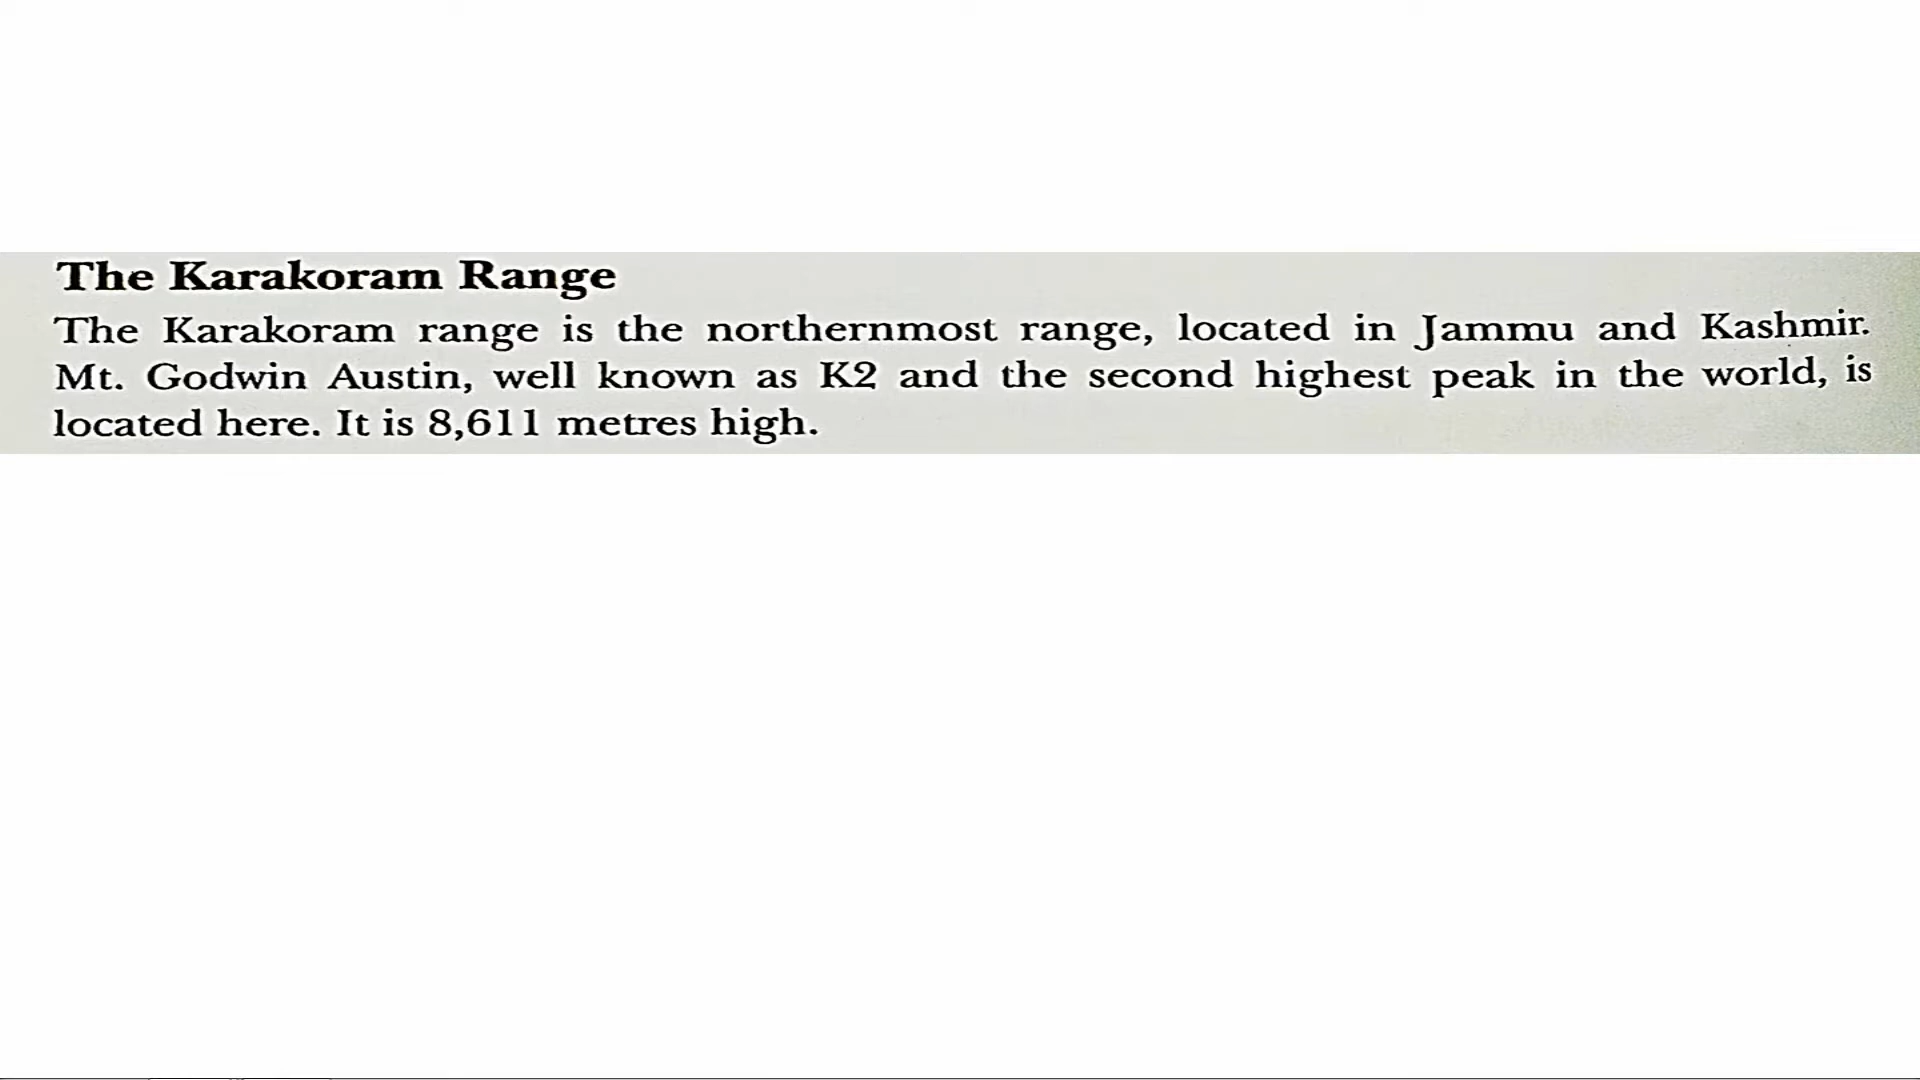 The Karakoram Range
The Karakoram range is the northernmost range, located in Jammu and Kashmir.
Mt. Godwin Austin, well known as K2 and the second highest peak in the world, is
located here. It is 8,611 metres high.